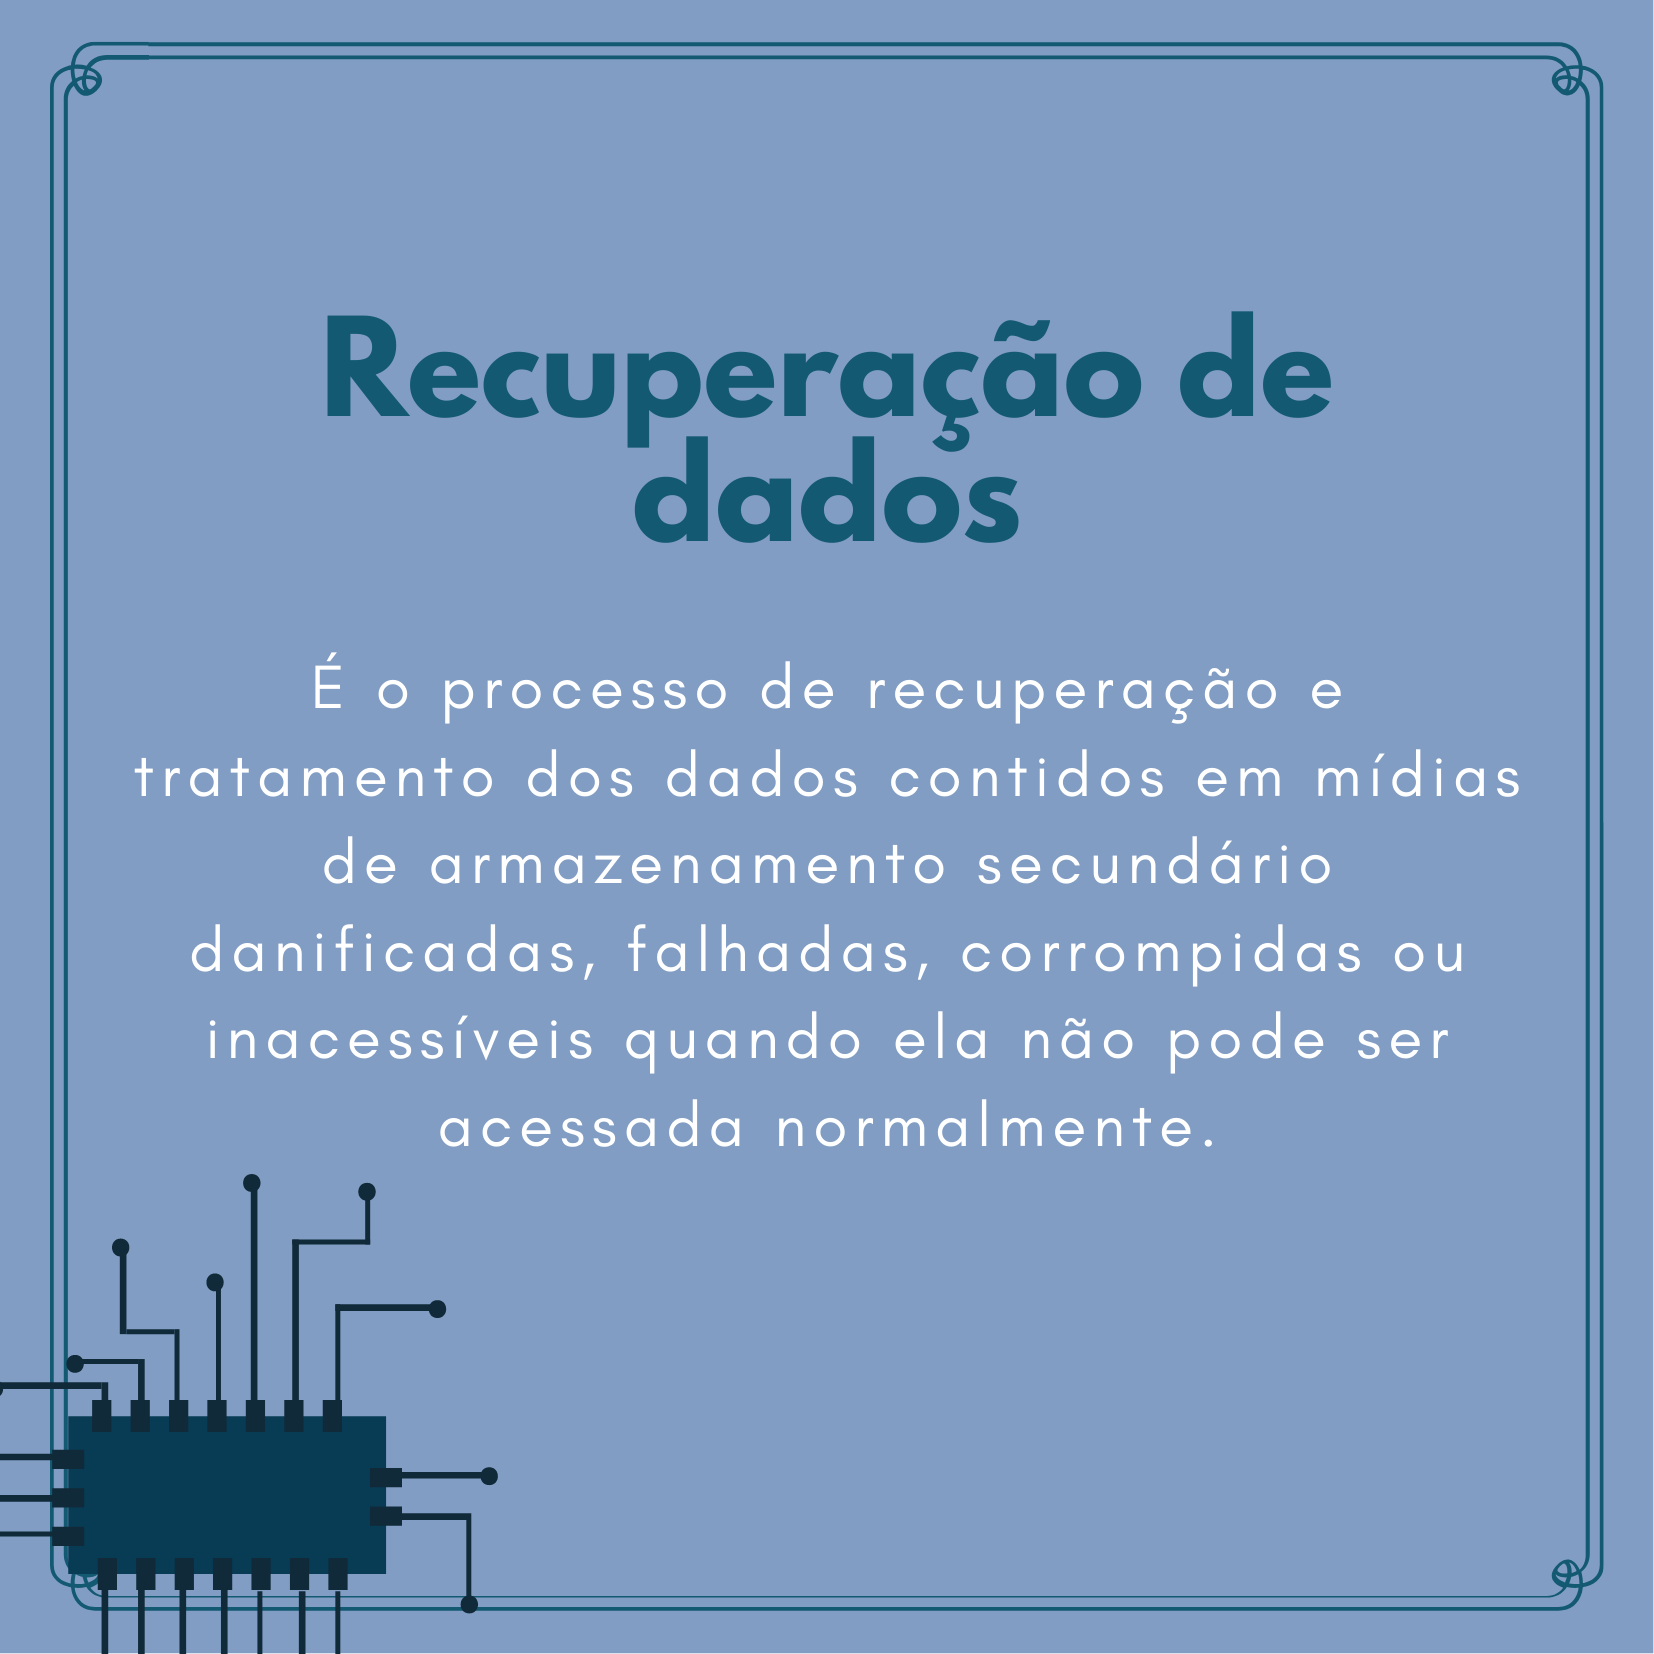 Recuperação de
dados
É o processo de recuperação e
tratamento dos dados contidos em mídias
de armazenamento secundário
danificadas, falhadas, corrompidas ou
inacessíveis quando ela não pode ser
acessada normalmente.